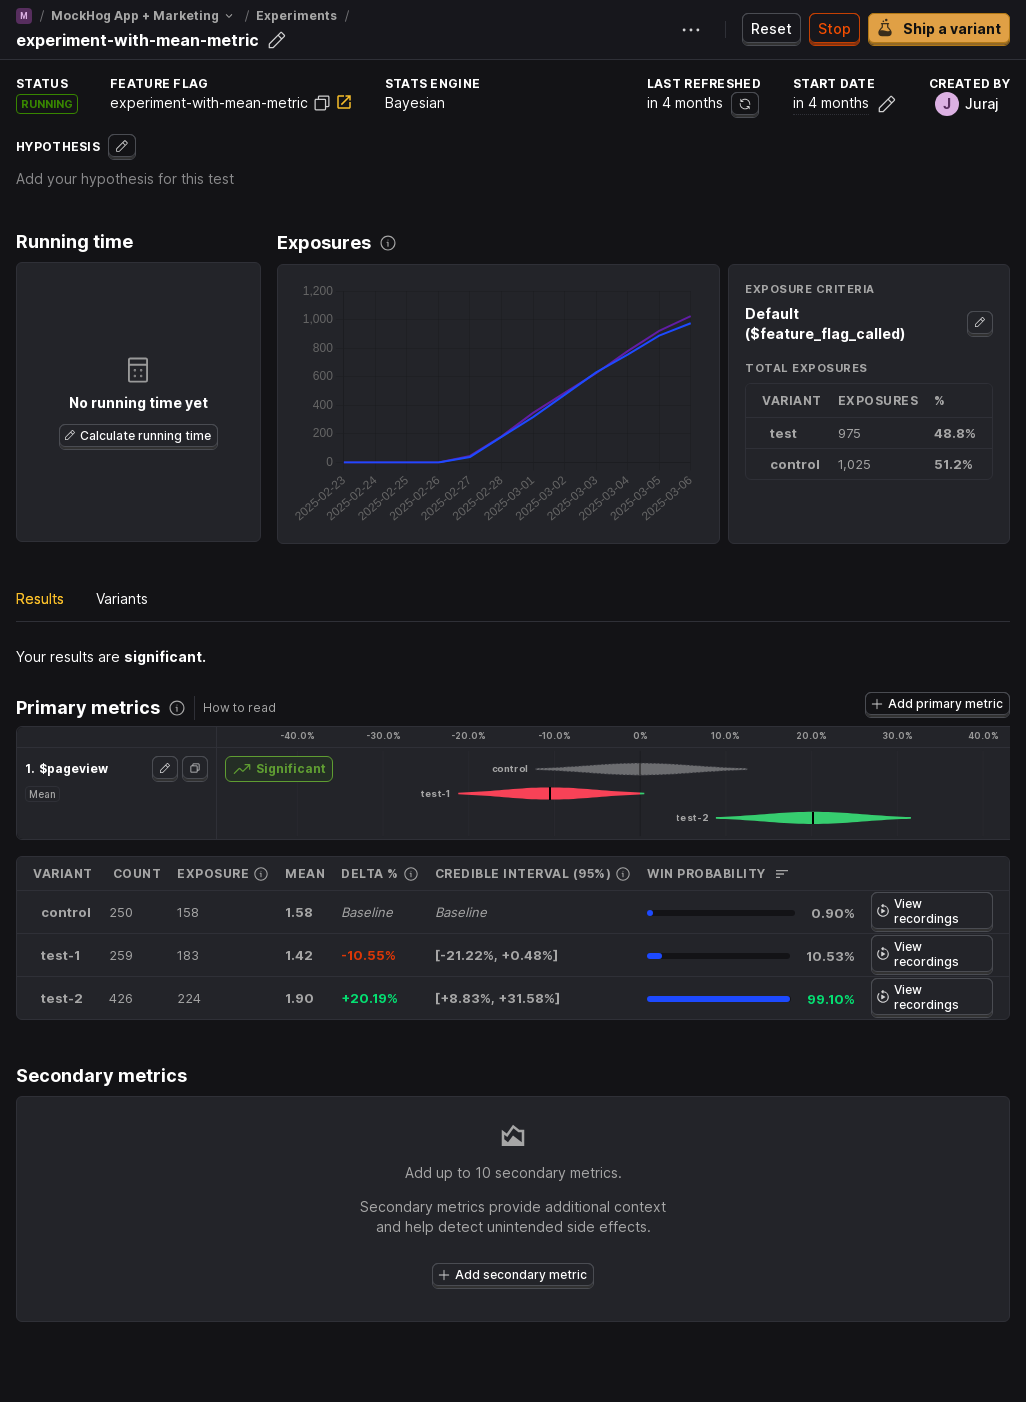 M / MockHog App + Marketing / Experiments /
experiment-with-mean-metric
Reset
Stop
Ship a variant
STATUS
RUNNING
FEATURE FLAG
experiment-with-mean-metric
STATS ENGINE
Bayesian
LAST REFRESHED
in 4 months
START DATE
in 4 months
CREATED BY
J Juraj
HYPOTHESIS
Add your hypothesis for this test
Running time
No running time yet
Calculate running time
Exposures
1,200
1,000
800
600
400
200
0
2025-02-23
2025-02-24
2025-02-25
2025-02-26
2025-02-27
2025-02-28
2025-03-01
2025-03-02
2025-03-03
2025-03-04
2025-03-05
2025-03-06
EXPOSURE CRITERIA
Default
($feature_flag_called)
TOTAL EXPOSURES
VARIANT EXPOSURES %
test 975 48.8%
control 1,025 51.2%
Results Variants
Your results are significant.
Primary metrics How to read
Add primary metric
-40.0% -30.0% -20.0% -10.0% 0% 10.0% 20.0% 30.0% 40.0%
1. $pageview
Mean
Significant
control
test-1
test-2
VARIANT COUNT EXPOSURE MEAN DELTA % CREDIBLE INTERVAL (95%) WIN PROBABILITY
control 250 158 1.58 Baseline Baseline 0.90% View
recordings
test-1 259 183 1.42 -10.55% [-21.22%, +0.48%] 10.53% View
recordings
test-2 426 224 1.90 +20.19% [+8.83%, +31.58%] 99.10% View
recordings
Secondary metrics
Add up to 10 secondary metrics.
Secondary metrics provide additional context
and help detect unintended side effects.
Add secondary metric